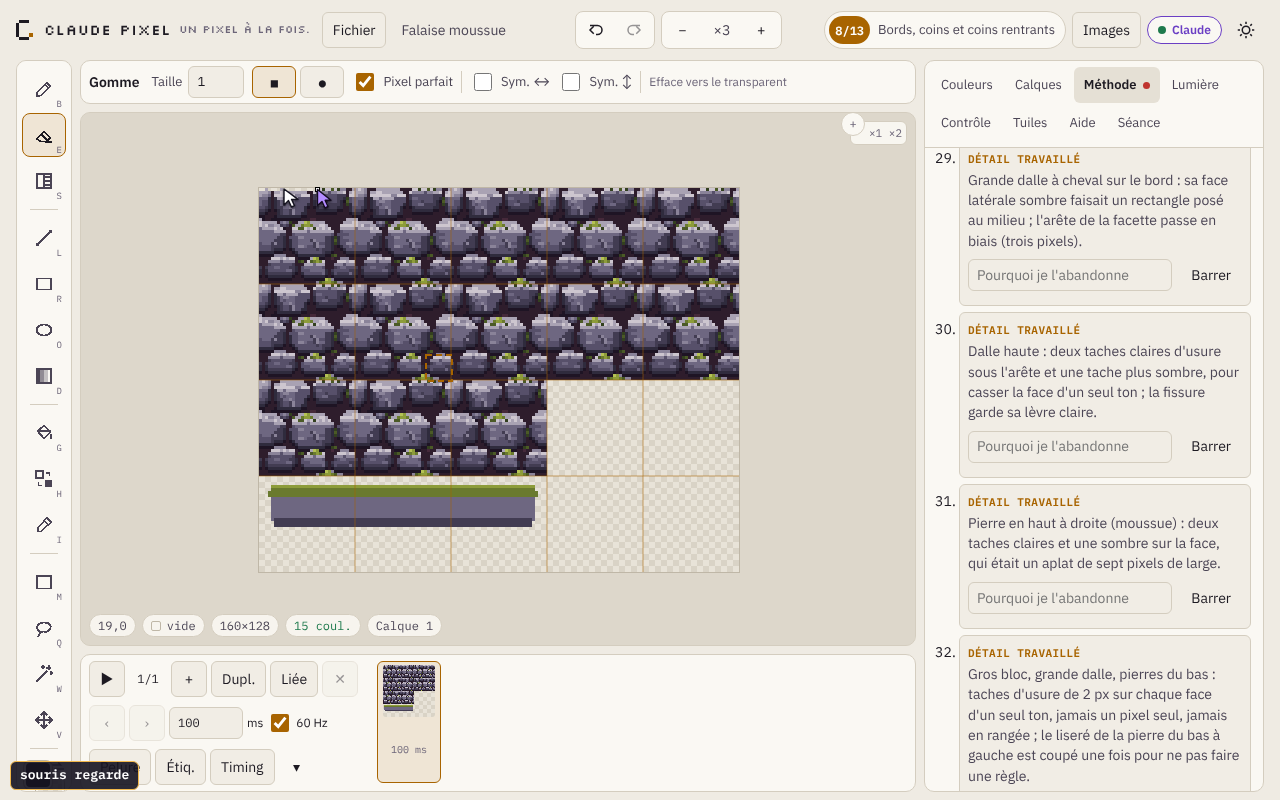 CLAUDE PIXEL UN PIXEL À LA FOIS. Fichier Falaise moussue − ×3 + 8/13 Bords, coins et coins rentrants Images Claude
Gomme Taille 1 Pixel parfait Sym. Sym. Efface vers le transparent
B
E
S
L
R
O
D
G
H
I
M
Q
W
V
+ ×1 ×2
19,0 vide 160×128 15 coul. Calque 1
1/1 + Dupl. Liée ✕
‹ › 100 ms 60 Hz
Étiq. Timing ▼
100 ms
souris regarde
Couleurs Calques Méthode Lumière
Contrôle Tuiles Aide Séance
29. DÉTAIL TRAVAILLÉ
Grande dalle à cheval sur le bord : sa face
latérale sombre faisait un rectangle posé
au milieu ; l'arête de la facette passe en
biais (trois pixels).
Pourquoi je l'abandonne Barrer
30. DÉTAIL TRAVAILLÉ
Dalle haute : deux taches claires d'usure
sous l'arête et une tache plus sombre, pour
casser la face d'un seul ton ; la fissure
garde sa lèvre claire.
Pourquoi je l'abandonne Barrer
31. DÉTAIL TRAVAILLÉ
Pierre en haut à droite (moussue) : deux
taches claires et une sombre sur la face,
qui était un aplat de sept pixels de large.
Pourquoi je l'abandonne Barrer
32. DÉTAIL TRAVAILLÉ
Gros bloc, grande dalle, pierres du bas :
taches d'usure de 2 px sur chaque face
d'un seul ton, jamais un pixel seul, jamais
en rangée ; le liseré de la pierre du bas à
gauche est coupé une fois pour ne pas faire
une règle.